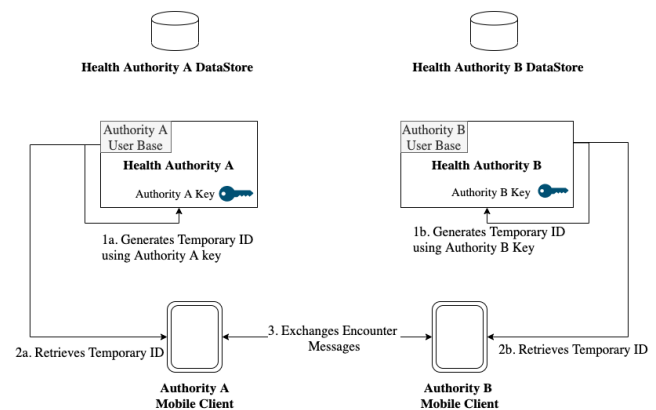 Health Authority A DataStore
Health Authority B DataStore
Authority A
User Base
Health Authority A
Authority A Key
Authority B
User Base
Health Authority B
Authority B Key
1a. Generates Temporary ID
using Authority A key
1b. Generates Temporary ID
using Authority B Key
3. Exchanges Encounter
Messages
2a. Retrieves Temporary ID
2b. Retrieves Temporary ID
Authority A
Mobile Client
Authority B
Mobile Client